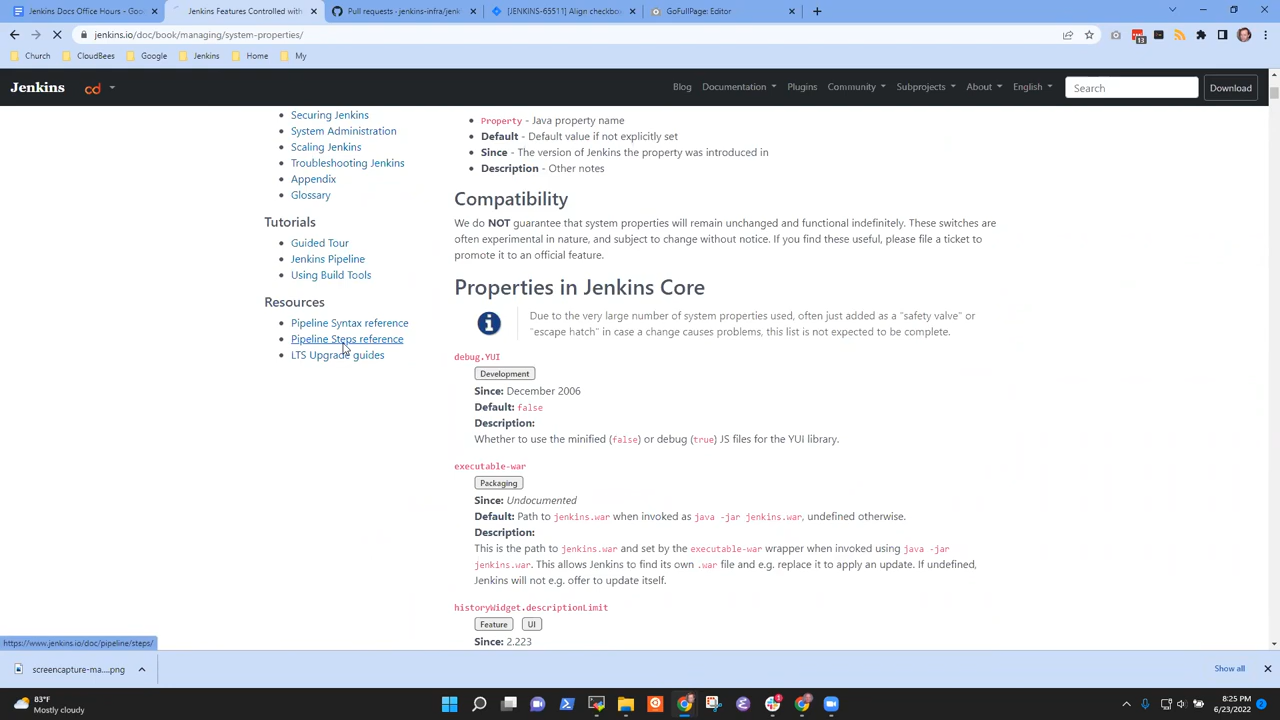 Jenkins Docs Office Hours - Goo
Jenkins Features Controlled with
Pull requests · jenkins-infra/jenk
[JENKINS-65511] Align checkbox
GoFullPage: Editor
jenkins.io/doc/book/managing/system-properties/
13
Church
CloudBees
Google
Jenkins
Home
My
Jenkins
cd
Blog
Documentation
Plugins
Community
Subprojects
About
English
Search
Download
Securing Jenkins
System Administration
Scaling Jenkins
Troubleshooting Jenkins
Appendix
Glossary
Tutorials
Guided Tour
Jenkins Pipeline
Using Build Tools
Resources
Pipeline Syntax reference
Pipeline Steps reference
LTS Upgrade guides
Property - Java property name
Default - Default value if not explicitly set
Since - The version of Jenkins the property was introduced in
Description - Other notes
Compatibility
We do NOT guarantee that system properties will remain unchanged and functional indefinitely. These switches are
often experimental in nature, and subject to change without notice. If you find these useful, please file a ticket to
promote it to an official feature.
Properties in Jenkins Core
Due to the very large number of system properties used, often just added as a "safety valve" or
"escape hatch" in case a change causes problems, this list is not expected to be complete.
debug.YUI
Development
Since: December 2006
Default: false
Description:
Whether to use the minified (false) or debug (true) JS files for the YUI library.
executable-war
Packaging
Since: Undocumented
Default: Path to jenkins.war when invoked as java -jar jenkins.war, undefined otherwise.
Description:
This is the path to jenkins.war and set by the executable-war wrapper when invoked using java -jar
jenkins.war. This allows Jenkins to find its own .war file and e.g. replace it to apply an update. If undefined,
Jenkins will not e.g. offer to update itself.
historyWidget.descriptionLimit
Feature
UI
Since: 2.223
https://www.jenkins.io/doc/pipeline/steps/
screencapture-ma....png
Show all
83°F
Mostly cloudy
8:25 PM
6/23/2022